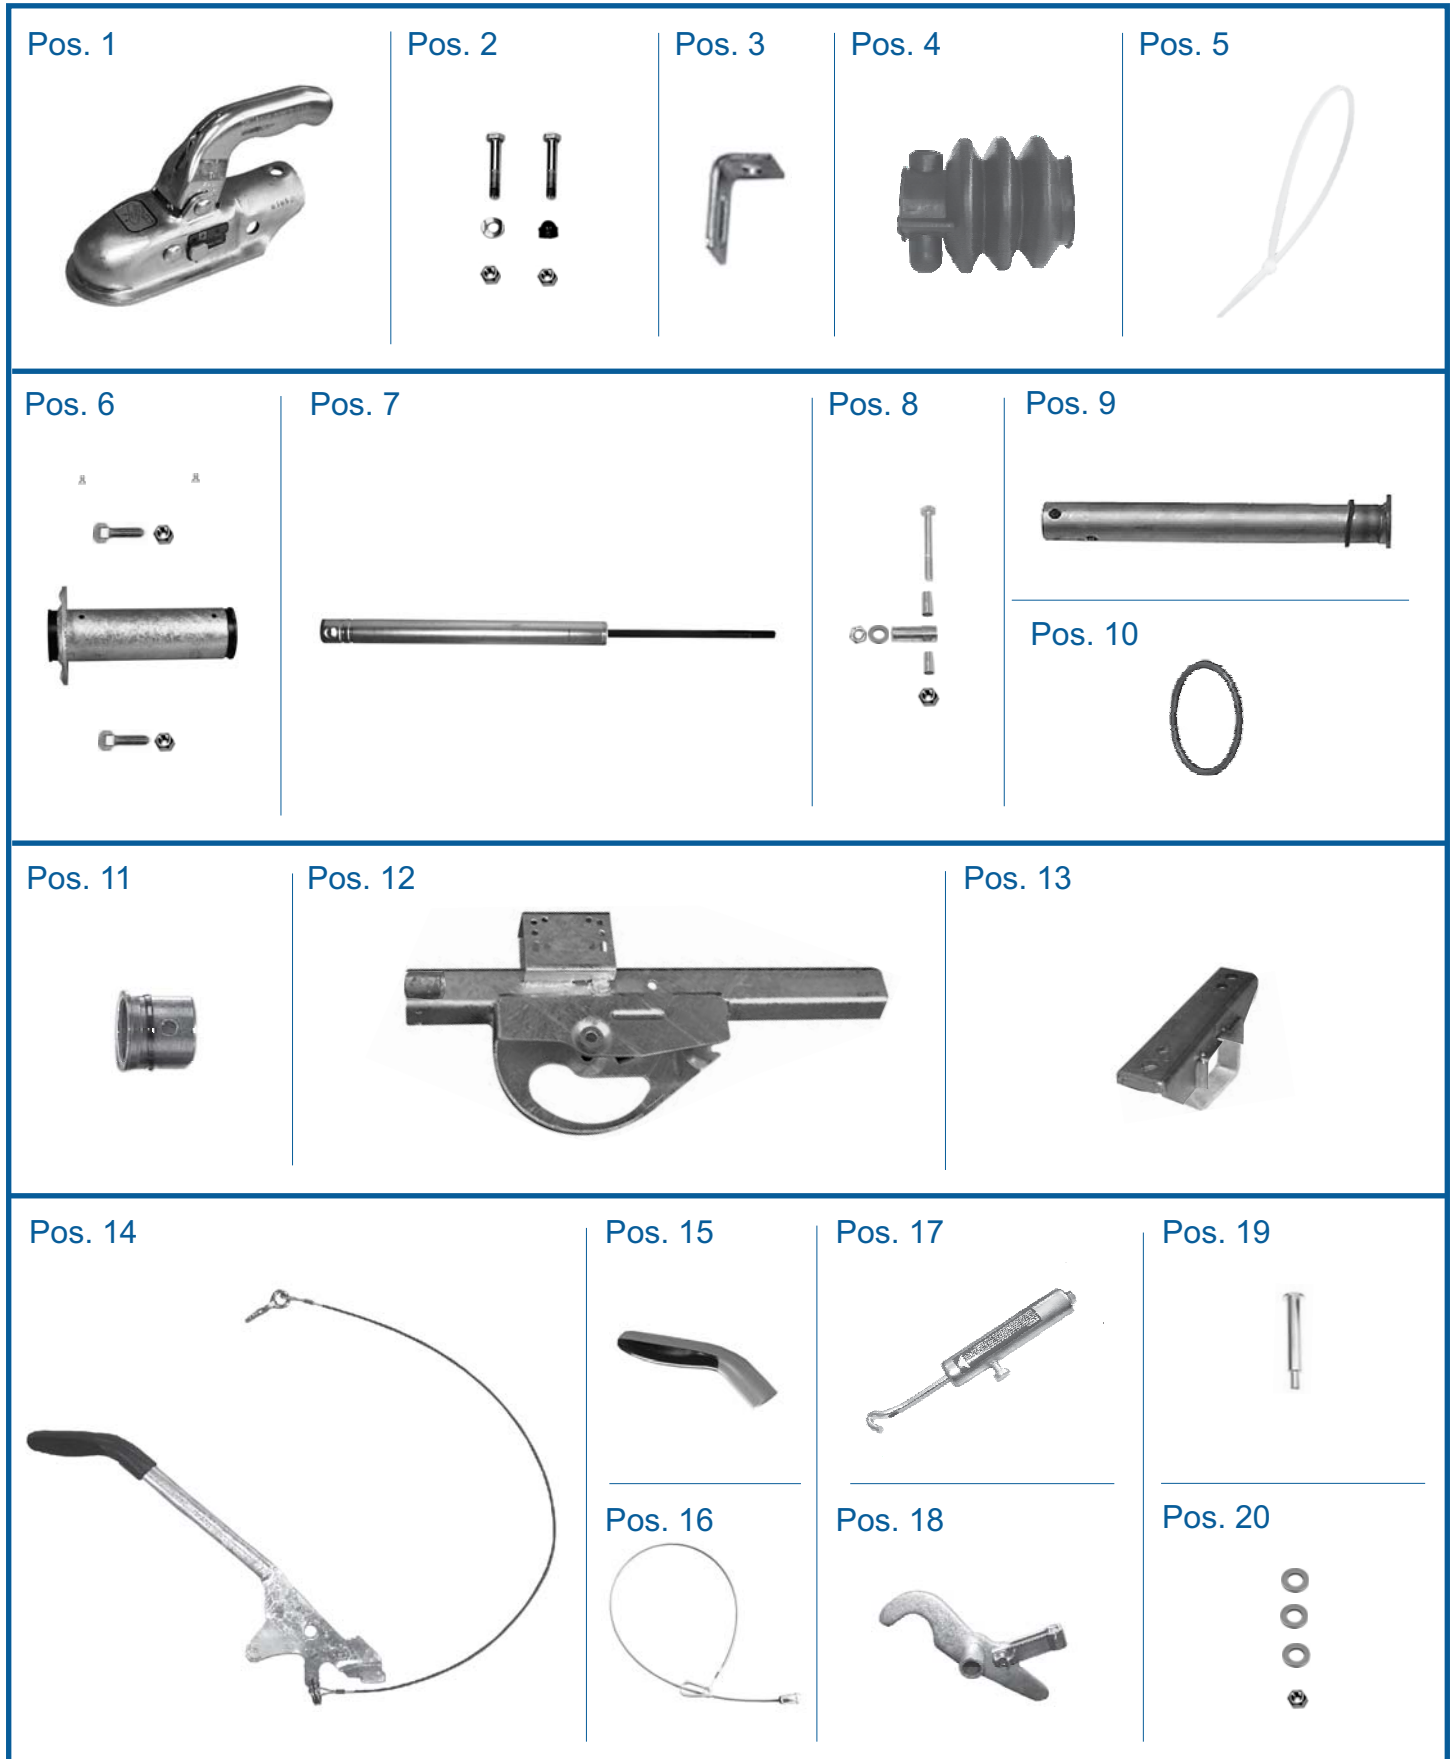 Pos. 1
Pos. 2
Pos. 3
Pos. 4
Pos. 5
Pos. 6
Pos. 7
Pos. 8
Pos. 9
Pos. 10
Pos. 11
Pos. 12
Pos. 13
Pos. 14
Pos. 15
Pos. 16
Pos. 17
Pos. 18
Pos. 19
Pos. 20